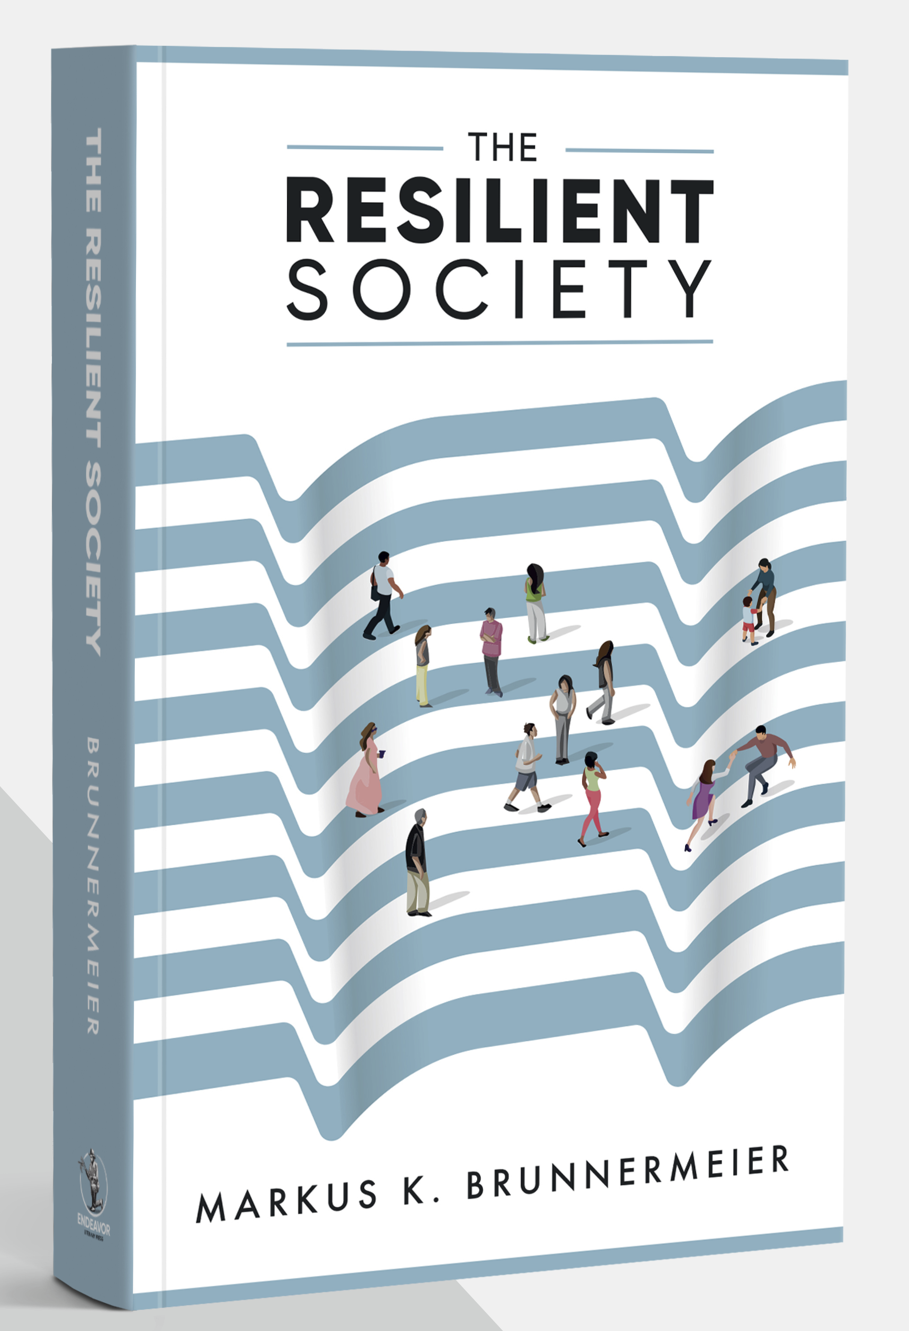 THE
RESILIENT
SOCIETY
MARKUS K. BRUNNERMEIER
THE RESILIENT SOCIETY
BRUNNERMEIER
ENDEAVOR